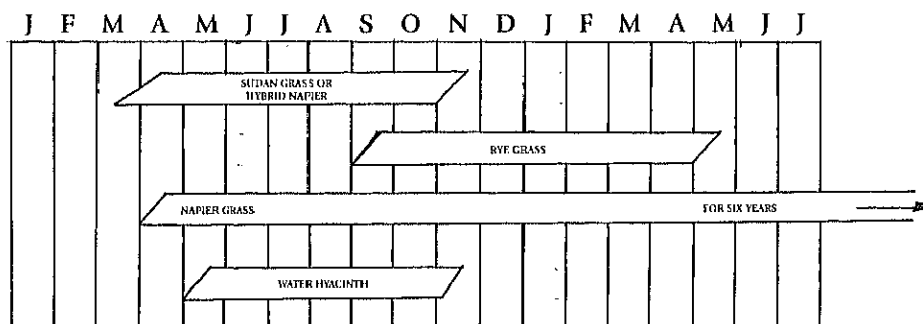 J F M A M J J A S O N D J F M A M J J
SUDAN GRASS OR
HYBRID NAPIER
RYE GRASS
NAPIER GRASS FOR SIX YEARS
WATER HYACINTH